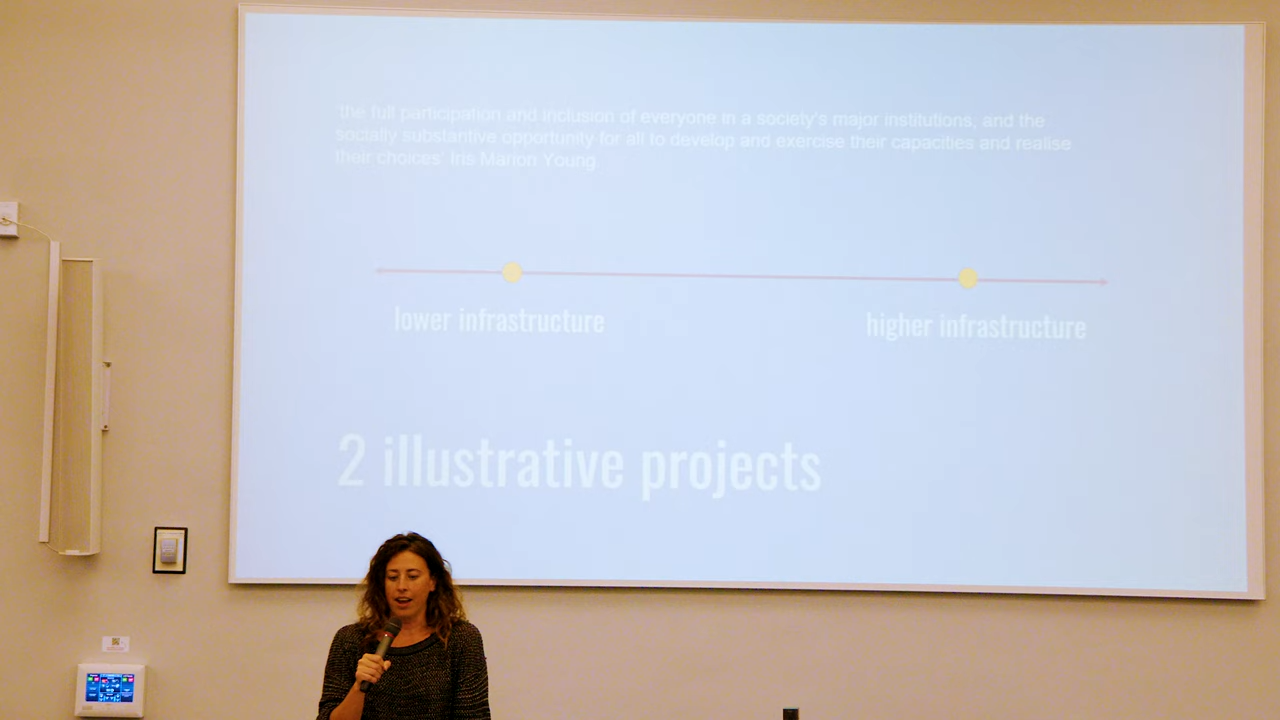 the full participation and inclusion of everyone in a society's major institutions, and the
socially substantive opportunity for all to develop and exercise their capacities and realise
their choices' Iris Marion Young
lower infrastructure
higher infrastructure
2 illustrative projects